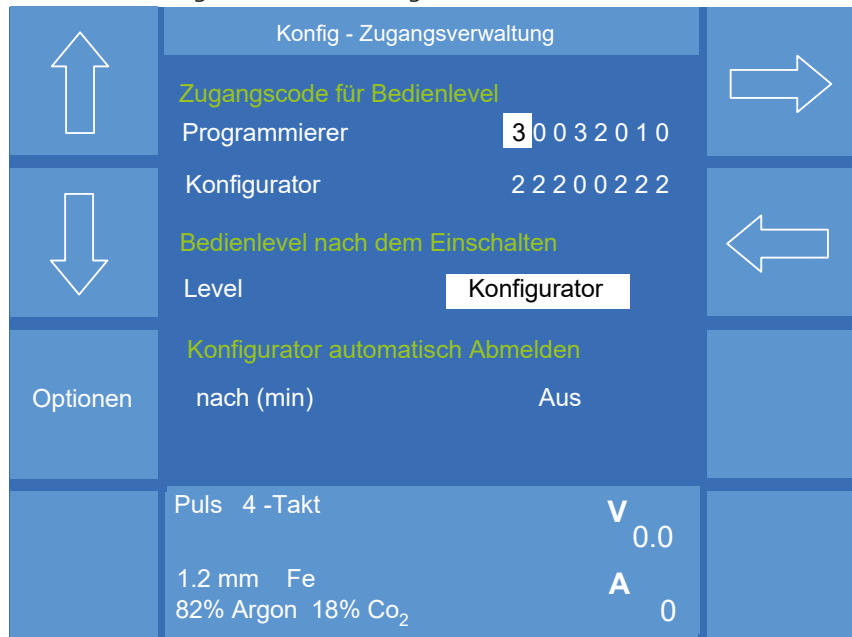 Konfig - Zugangsverwaltung
Zugangscode für Bedienlevel
Programmierer 3 0 0 3 2 0 1 0
Konfigurator 2 2 2 0 0 2 2 2
Bedienlevel nach dem Einschalten
Level Konfigurator
Konfigurator automatisch Abmelden
Optionen
nach (min) Aus
Puls 4 -Takt
V
0.0
1.2 mm Fe
A
82% Argon 18% Co₂
0